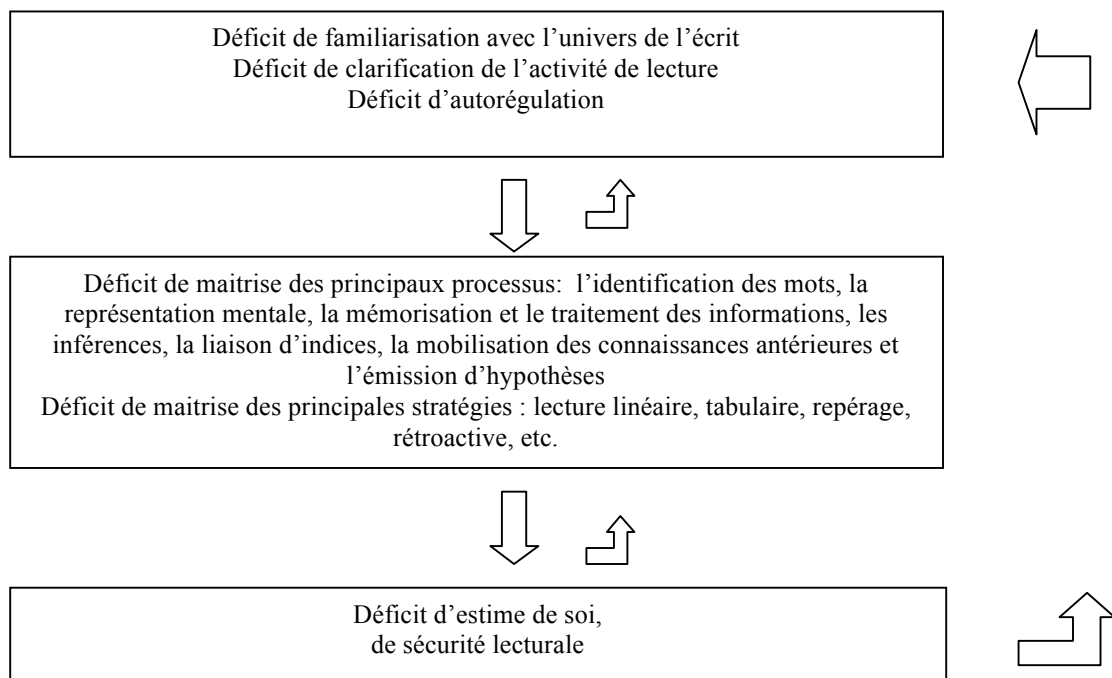 Déficit de familiarisation avec l’univers de l’écrit
Déficit de clarification de l’activité de lecture
Déficit d’autorégulation
Déficit de maitrise des principaux processus: l’identification des mots, la
représentation mentale, la mémorisation et le traitement des informations, les
inférences, la liaison d’indices, la mobilisation des connaissances antérieures et
l’émission d’hypothèses
Déficit de maitrise des principales stratégies : lecture linéaire, tabulaire, repérage,
rétroactive, etc.
Déficit d’estime de soi,
de sécurité lecturale